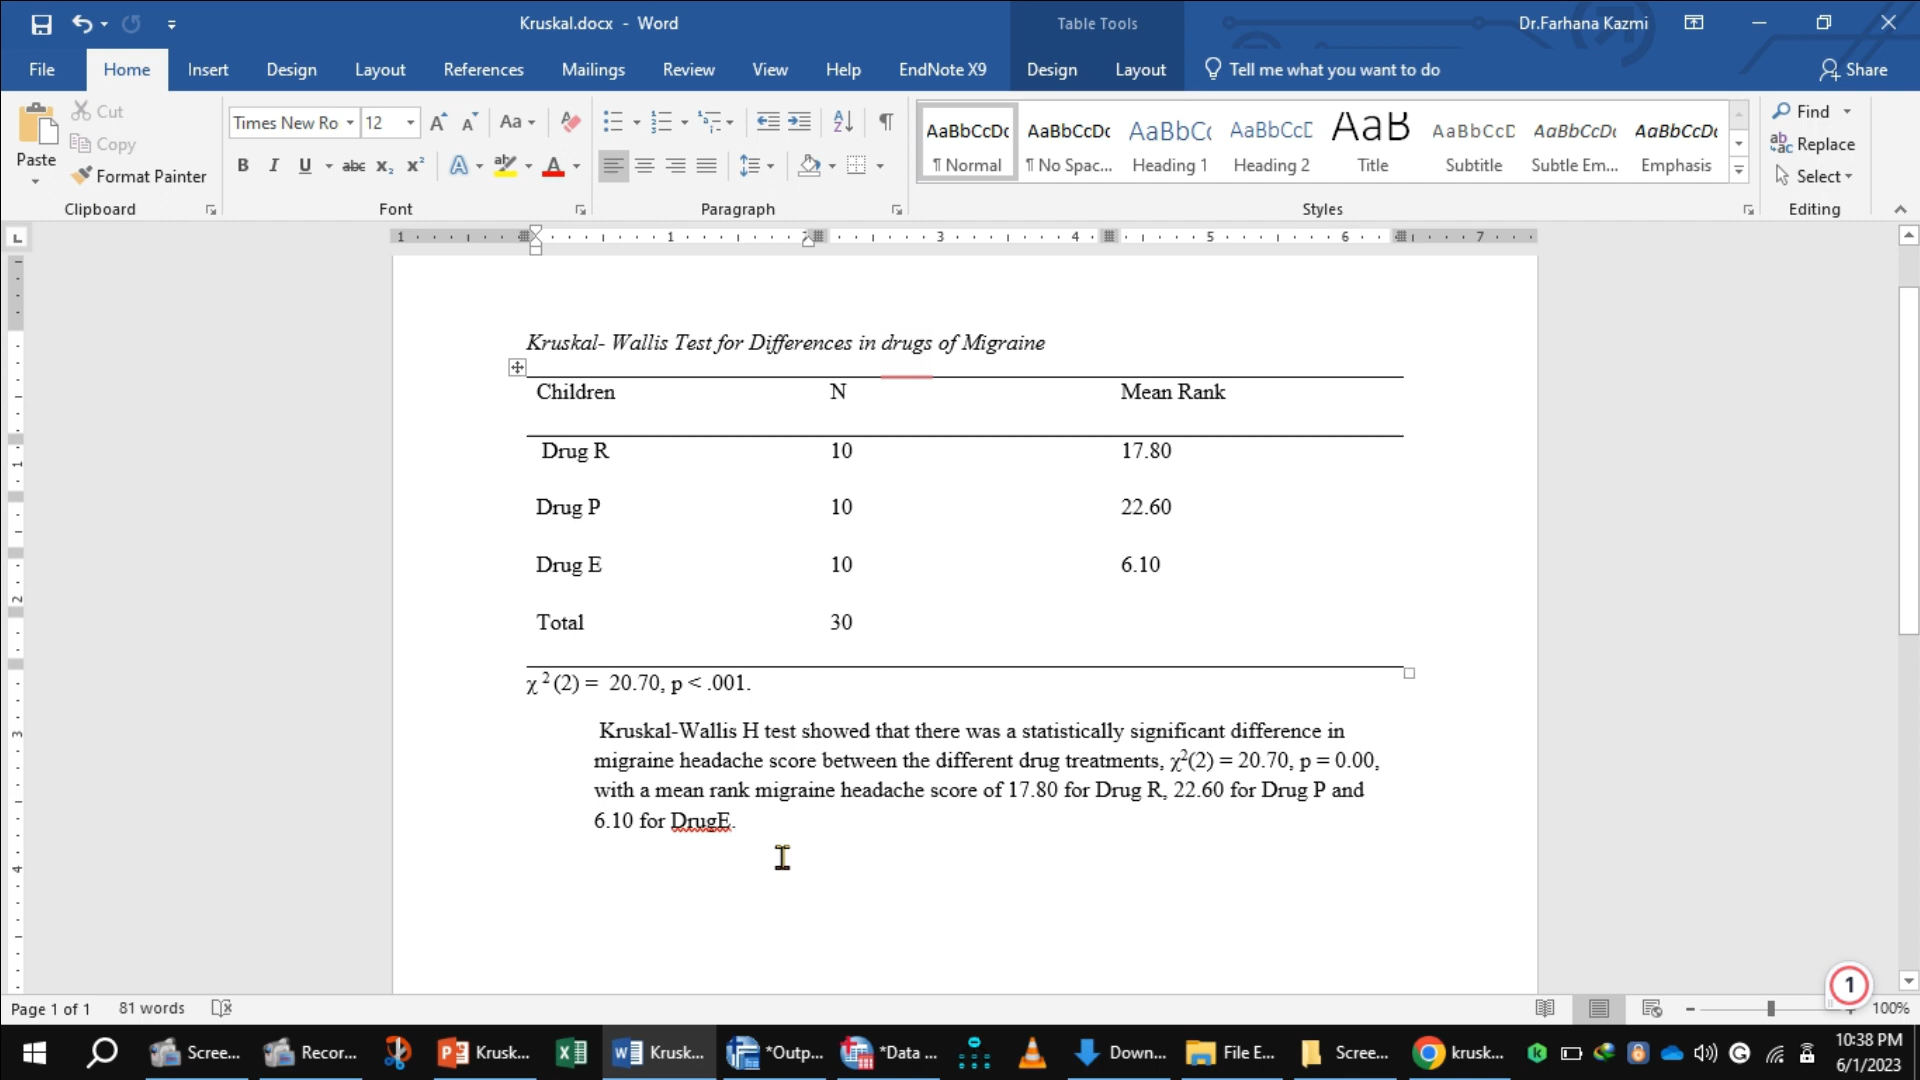 Kruskal.docx - Word
Table Tools
Dr.Farhana Kazmi
File Home Insert Design Layout References Mailings Review View Help EndNote X9 Design Layout Tell me what you want to do Share
Paste
Cut
Copy
Format Painter
Clipboard
Times New Ro 12
Font
Paragraph
AaBbCcDc AaBbCcDc AaBbC AaBbCcD AaB AaBbCcD AaBbCcDc AaBbCcDc
¶ Normal ¶ No Spac... Heading 1 Heading 2 Title Subtitle Subtle Em... Emphasis
Styles
Find
Replace
Select
Editing
Kruskal- Wallis Test for Differences in drugs of Migraine
Children N Mean Rank
Drug R 10 17.80
Drug P 10 22.60
Drug E 10 6.10
Total 30
χ 2 (2) = 20.70, p < .001.
Kruskal-Wallis H test showed that there was a statistically significant difference in
migraine headache score between the different drug treatments, χ2(2) = 20.70, p = 0.00,
with a mean rank migraine headache score of 17.80 for Drug R, 22.60 for Drug P and
6.10 for DrugE.
1
Page 1 of 1 81 words
100%
Scree... Recor... Krusk... Krusk... *Outp... *Data ... Down... File E... Scree... krusk...
10:38 PM
6/1/2023